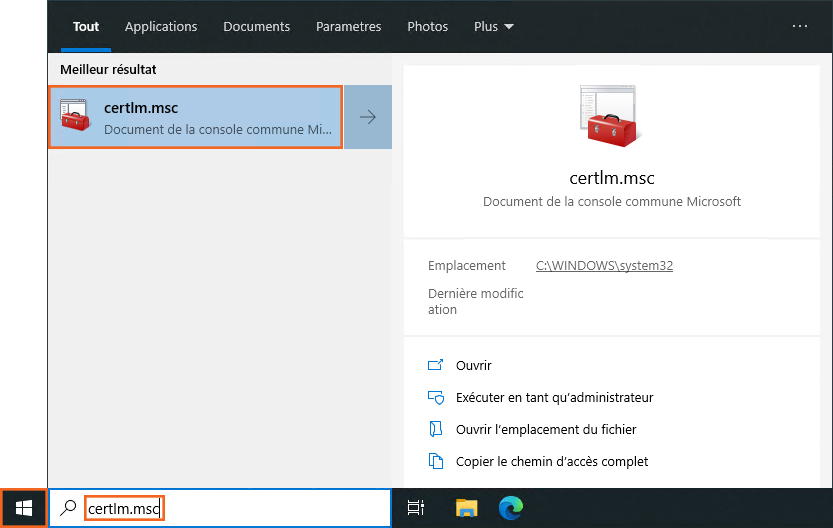 Tout Applications Documents Parametres Photos Plus ...
Meilleur résultat
certlm.msc
Document de la console commune Mi...
certlm.msc
Document de la console commune Microsoft
Emplacement C:\WINDOWS\system32
Dernière modific
ation
Ouvrir
Exécuter en tant qu'administrateur
Ouvrir l'emplacement du fichier
Copier le chemin d'accès complet
certlm.msc